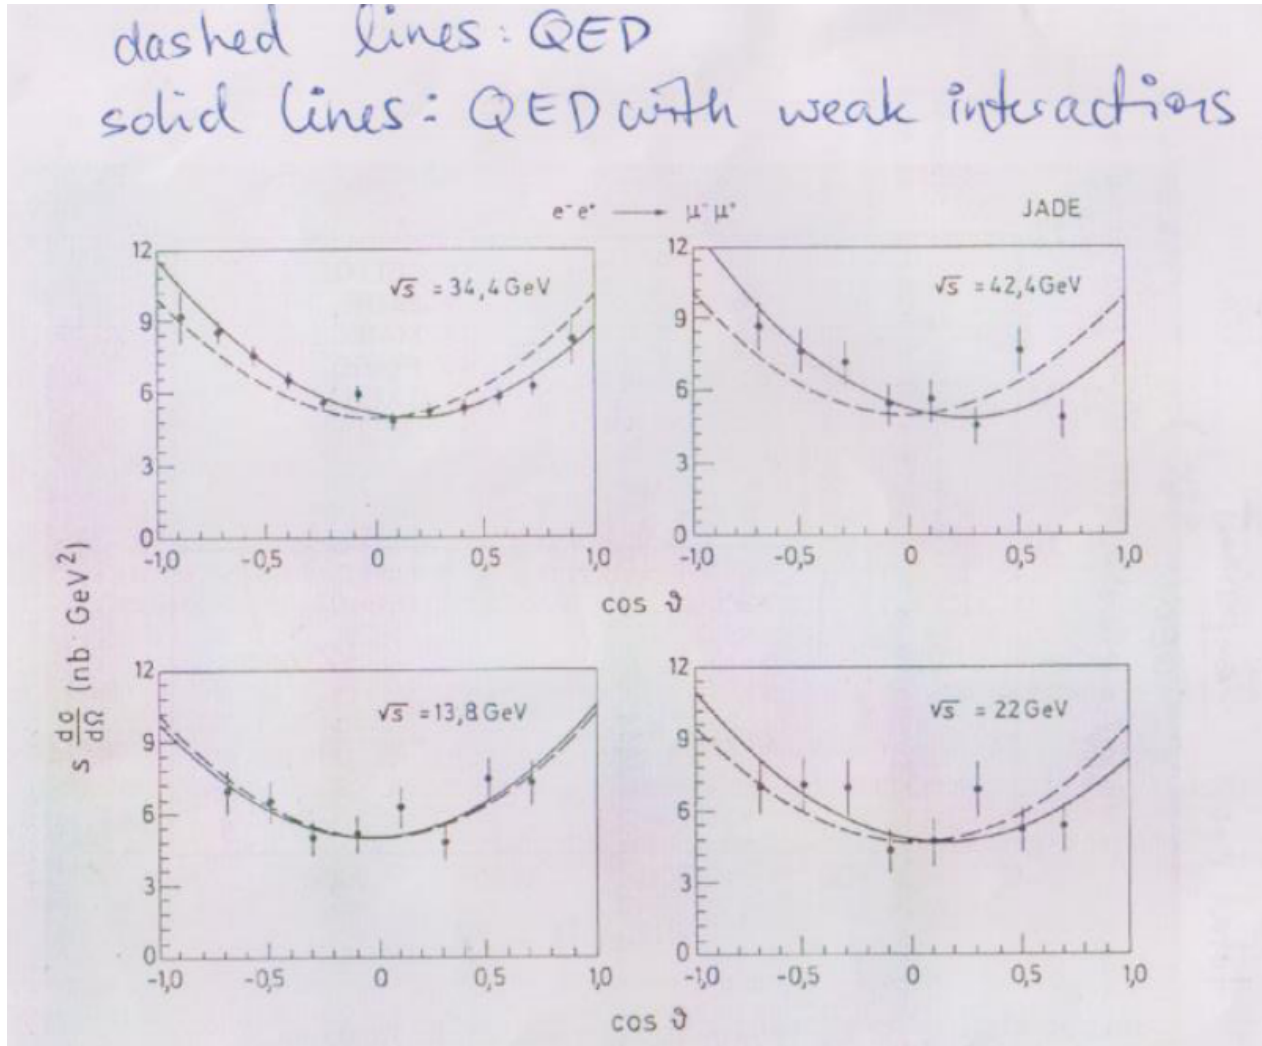 dashed lines: QED
solid lines: QED with weak interactions
e⁻e⁺ → μ⁻μ⁺ JADE
12 12
√s = 34,4 GeV √s = 42,4 GeV
9 9
6 6
3 3
0 0
-1,0 -0,5 0 0,5 1,0 -1,0 -0,5 0 0,5 1,0
cos ϑ
s dσ/dΩ (nb · GeV²)
12 12
√s = 13,8 GeV √s = 22 GeV
9 9
6 6
3 3
0 0
-1,0 -0,5 0 0,5 1,0 -1,0 -0,5 0 0,5 1,0
cos ϑ